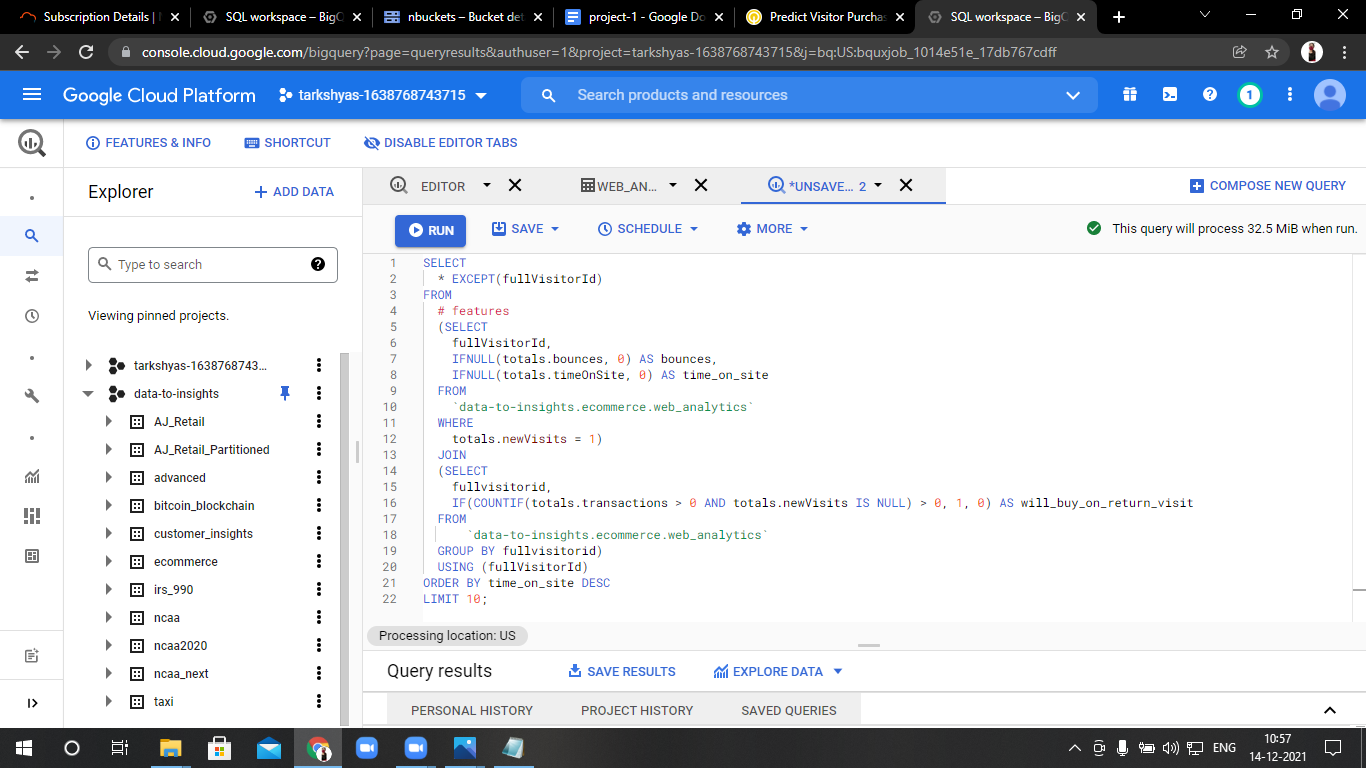 Subscription Details |
SQL workspace – BigQ
nbuckets – Bucket det
project-1 - Google Do
Predict Visitor Purchas
SQL workspace – BigQ
console.cloud.google.com/bigquery?page=queryresults&authuser=1&project=tarkshyas-1638768743715&j=bq:US:bquxjob_1014e51e_17db767cdff
Google Cloud Platform
tarkshyas-1638768743715
Search products and resources
1
FEATURES & INFO
SHORTCUT
DISABLE EDITOR TABS
Explorer
+ ADD DATA
EDITOR
WEB_AN...
*UNSAVE... 2
COMPOSE NEW QUERY
RUN
SAVE
SCHEDULE
MORE
This query will process 32.5 MiB when run.
Type to search
Viewing pinned projects.
tarkshyas-1638768743...
data-to-insights
AJ_Retail
AJ_Retail_Partitioned
advanced
bitcoin_blockchain
customer_insights
ecommerce
irs_990
ncaa
ncaa2020
ncaa_next
taxi
1 SELECT
2 * EXCEPT(fullVisitorId)
3 FROM
4 # features
5 (SELECT
6 fullVisitorId,
7 IFNULL(totals.bounces, 0) AS bounces,
8 IFNULL(totals.timeOnSite, 0) AS time_on_site
9 FROM
10 `data-to-insights.ecommerce.web_analytics`
11 WHERE
12 totals.newVisits = 1)
13 JOIN
14 (SELECT
15 fullvisitorid,
16 IF(COUNTIF(totals.transactions > 0 AND totals.newVisits IS NULL) > 0, 1, 0) AS will_buy_on_return_visit
17 FROM
18 `data-to-insights.ecommerce.web_analytics`
19 GROUP BY fullvisitorid)
20 USING (fullVisitorId)
21 ORDER BY time_on_site DESC
22 LIMIT 10;
Processing location: US
Query results
SAVE RESULTS
EXPLORE DATA
PERSONAL HISTORY
PROJECT HISTORY
SAVED QUERIES
ENG
10:57
14-12-2021